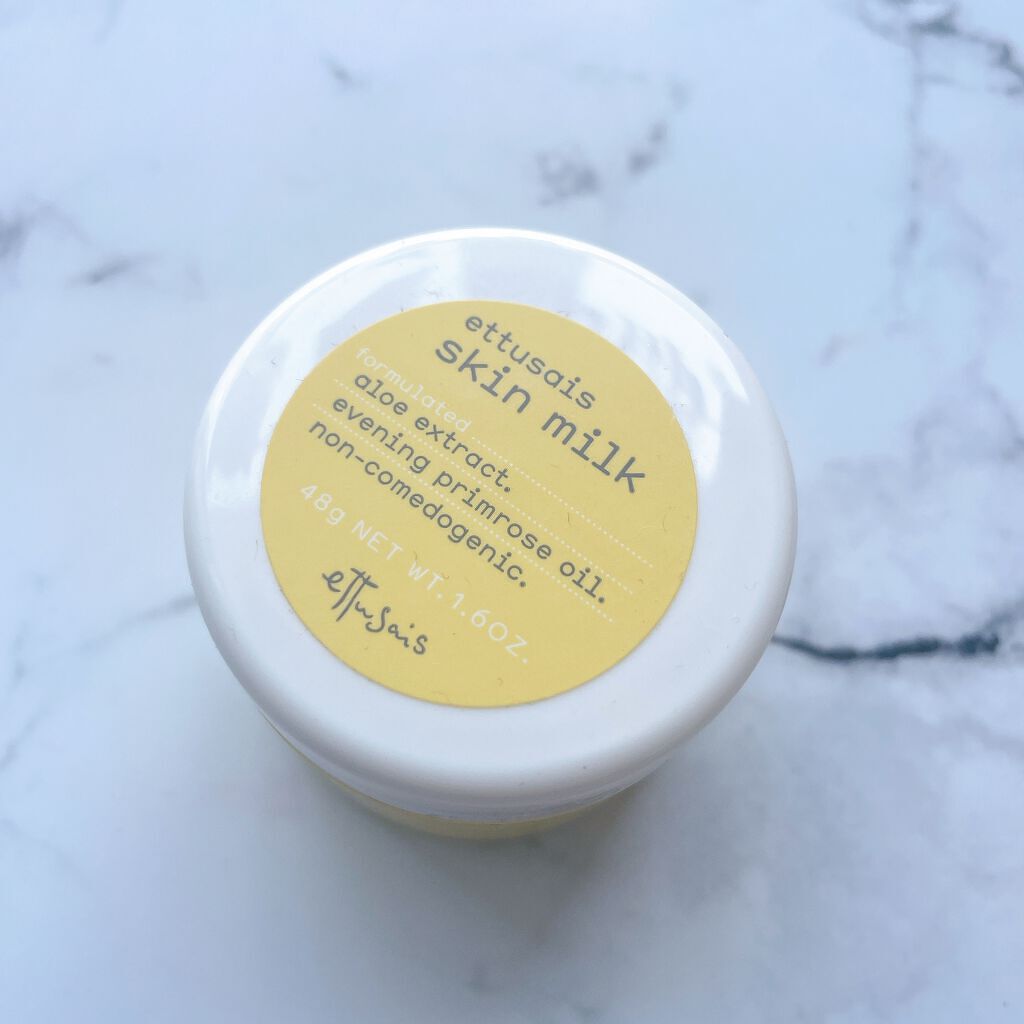 ettusais
skin milk
formulated
aloe extract.
evening primrose oil.
non-comedogenic.
48g NET WT.1.6OZ.
ettusais